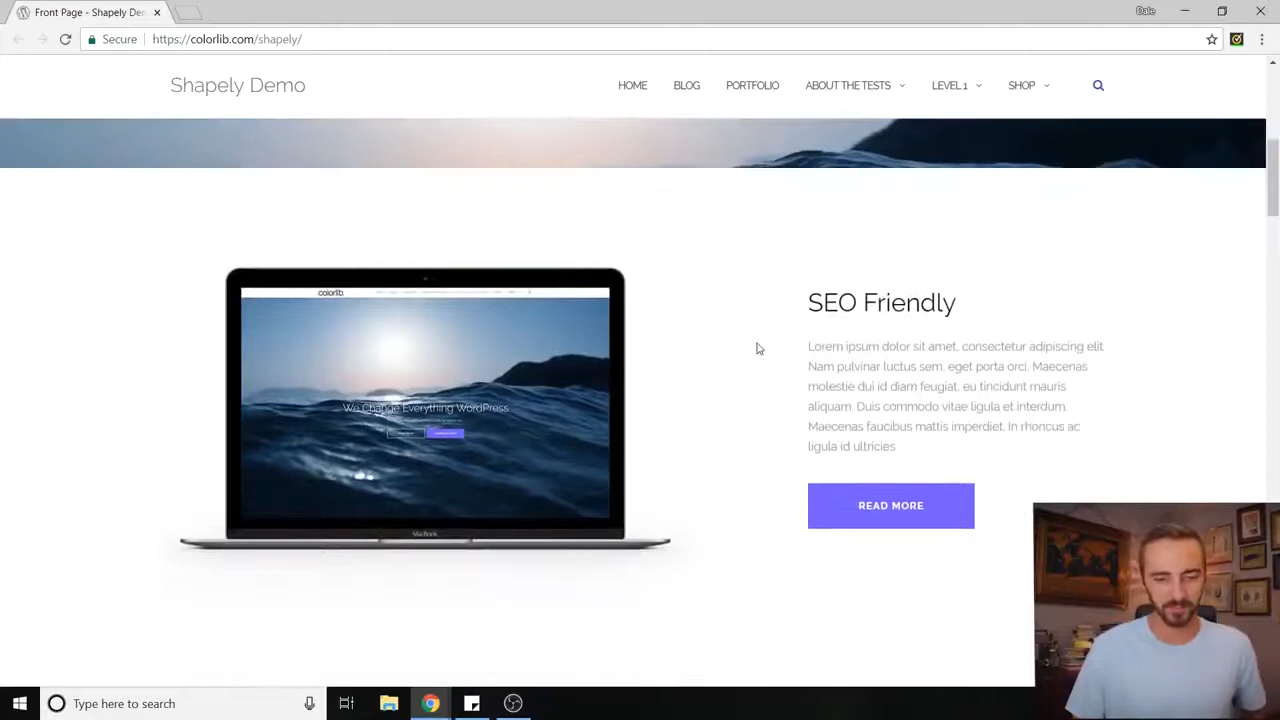 Front Page - Shapely De
Dale
Secure
https://colorlib.com/shapely/
Shapely Demo
HOME
BLOG
PORTFOLIO
ABOUT THE TESTS
LEVEL 1
SHOP
colorlib.
We Change Everything WordPress
MacBook
SEO Friendly
Lorem ipsum dolor sit amet, consectetur adipiscing elit
Nam pulvinar luctus sem, eget porta orci. Maecenas
molestie dui id diam feugiat, eu tincidunt mauris
aliquam. Duis commodo vitae ligula et interdum.
Maecenas faucibus mattis imperdiet. In rhoncus ac
ligula id ultricies
READ MORE
Type here to search